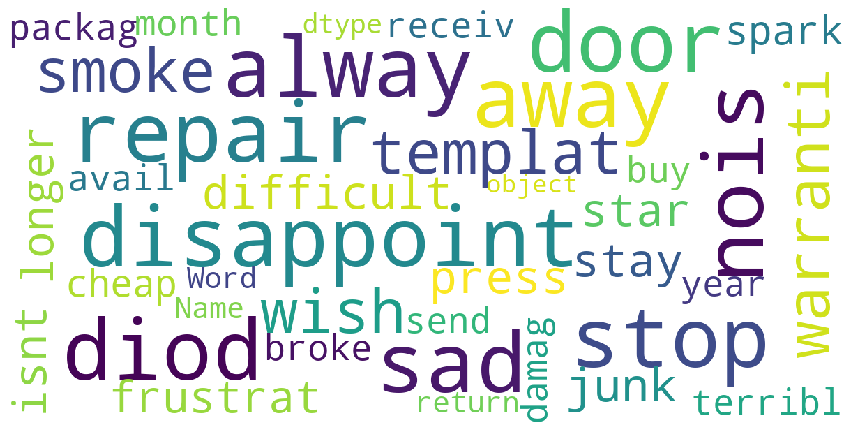 packag
month
dtype
receiv
door
spark
smoke
alway
away
nois
warranti
repair
templat
avail
difficult
object
buy
star
isnt longer
disappoint
stay
cheap
Word
press
year
Name
wish
send
stop
diod
broke
sad
damag
junk
frustrat
return
terribl